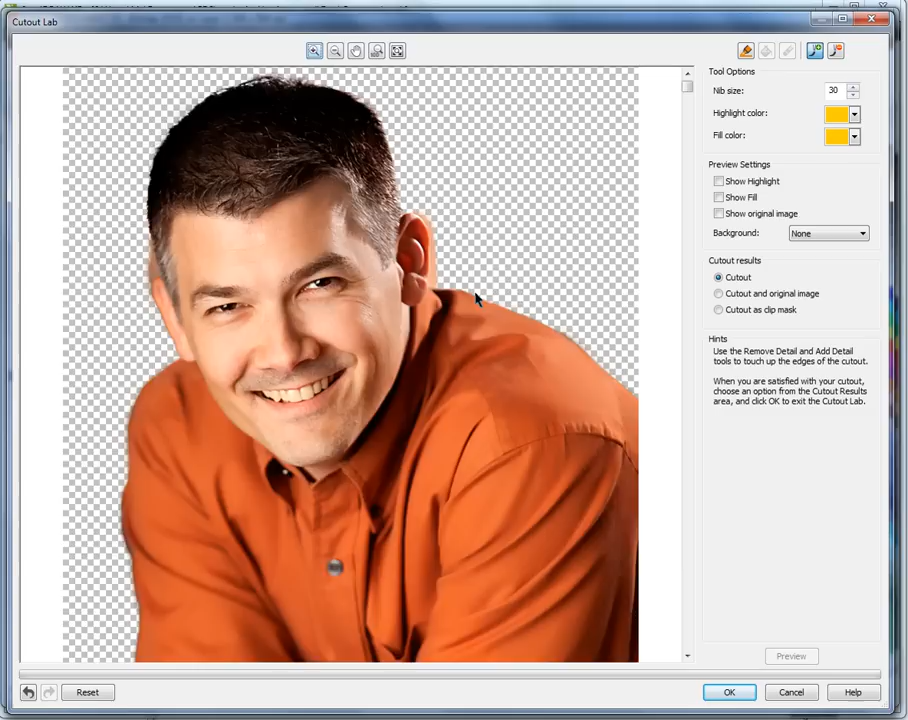 Cutout Lab
100%
Tool Options
Nib size: 30
Highlight color:
Fill color:
Preview Settings
Show Highlight
Show Fill
Show original image
Background: None
Cutout results
Cutout
Cutout and original image
Cutout as clip mask
Hints
Use the Remove Detail and Add Detail
tools to touch up the edges of the cutout.
When you are satisfied with your cutout,
choose an option from the Cutout Results
area, and click OK to exit the Cutout Lab.
Preview
Reset
OK
Cancel
Help